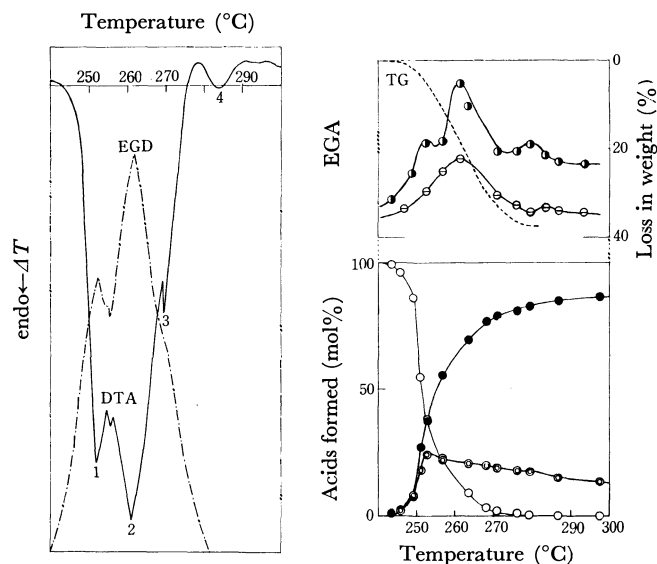 Temperature (°C)
250 260 270 290
4
EGD
endo←ΔT
3
DTA
1
2
TG
EGA
0
20
40
Loss in weight (%)
100
50
0
Acids formed (mol%)
250 260 270 290 300
Temperature (°C)